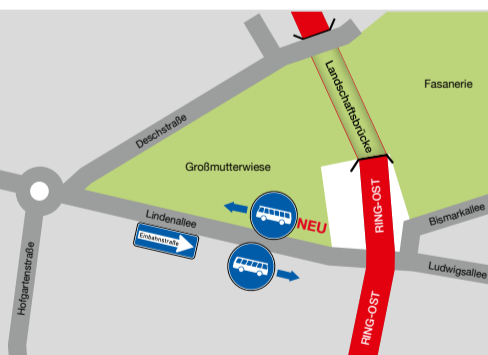 Landschaftsbrücke
Fasanerie
Deschstraße
Großmutterwiese
Lindenallee
NEU
RING-OST
Bismarkallee
Einbahnstraße
Hofgartenstraße
Ludwigsallee
RING-OST